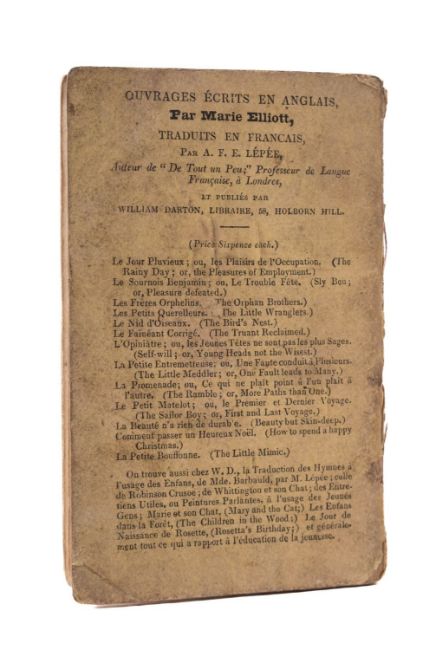 OUVRAGES ÉCRITS EN ANGLAIS,
Par Marie Elliott,
TRADUITS EN FRANCAIS,
PAR A. F. E. LÉPÉE,
Auteur de " De Tout un Peu;" Professeur de Langue
Française, à Londres,
ET PUBLIÉS PAR
WILLIAM DARTON, LIBRAIRE, 58, HOLBORN HILL.
(Price Sixpence each.)
Le Jour Pluvieux; ou, les Plaisirs de l'Occupation. (The
Rainy Day; or, the Pleasures of Employment.)
Le Sournois Benjamin; ou, Le Trouble Fête. (Sly Ben;
or, Pleasure defeated.)
Les Frères Orphelins. The Orphan Brothers.)
Les Petits Querelleurs. The Little Wranglers.)
Le Nid d'Oiseaux. (The Bird's Nest.)
Le Fainéant Corrigé. (The Truant Reclaimed.)
L'Opiniâtre; ou, les Jeunes Têtes ne sont pas les plus Sages.
(Self-will; or, Young Heads not the Wisest.)
La Petite Entremetteuse; ou, Une Faute conduit à Plusieurs.
(The Little Meddler; or, One Fault leads to Many.)
La Promenade; ou, Ce qui ne plaît point à l'un plaît à
l'autre. (The Ramble; or, More Paths than One.)
Le Petit Matelot; ou, le Premier et Dernier Voyage.
(The Sailor Boy; or, First and Last Voyage.)
La Beauté n'a rien de durable. (Beauty but Skin-deep.)
Comment passer un Heureux Noël. (How to spend a happy
Christmas.)
La Petite Bouffonne. (The Little Mimic.)
On trouve aussi chez W. D., la Traduction des Hymnes à
l'usage des Enfans, de Mde. Barbauld, par M. Lépée; celle
de Robinson Crusoe; de Whittington et son Chat; des Entre-
tiens Utiles, ou Peintures Parlantes, à l'usage des Jeunes
Gens; Marie et son Chat, (Mary and the Cat;) Les Enfans
dans la Forêt, (The Children in the Wood;) Le Jour de
Naissance de Rosette, (Rosetta's Birthday;) et générale-
ment tout ce qui a rapport à l'éducation de la jeunesse.